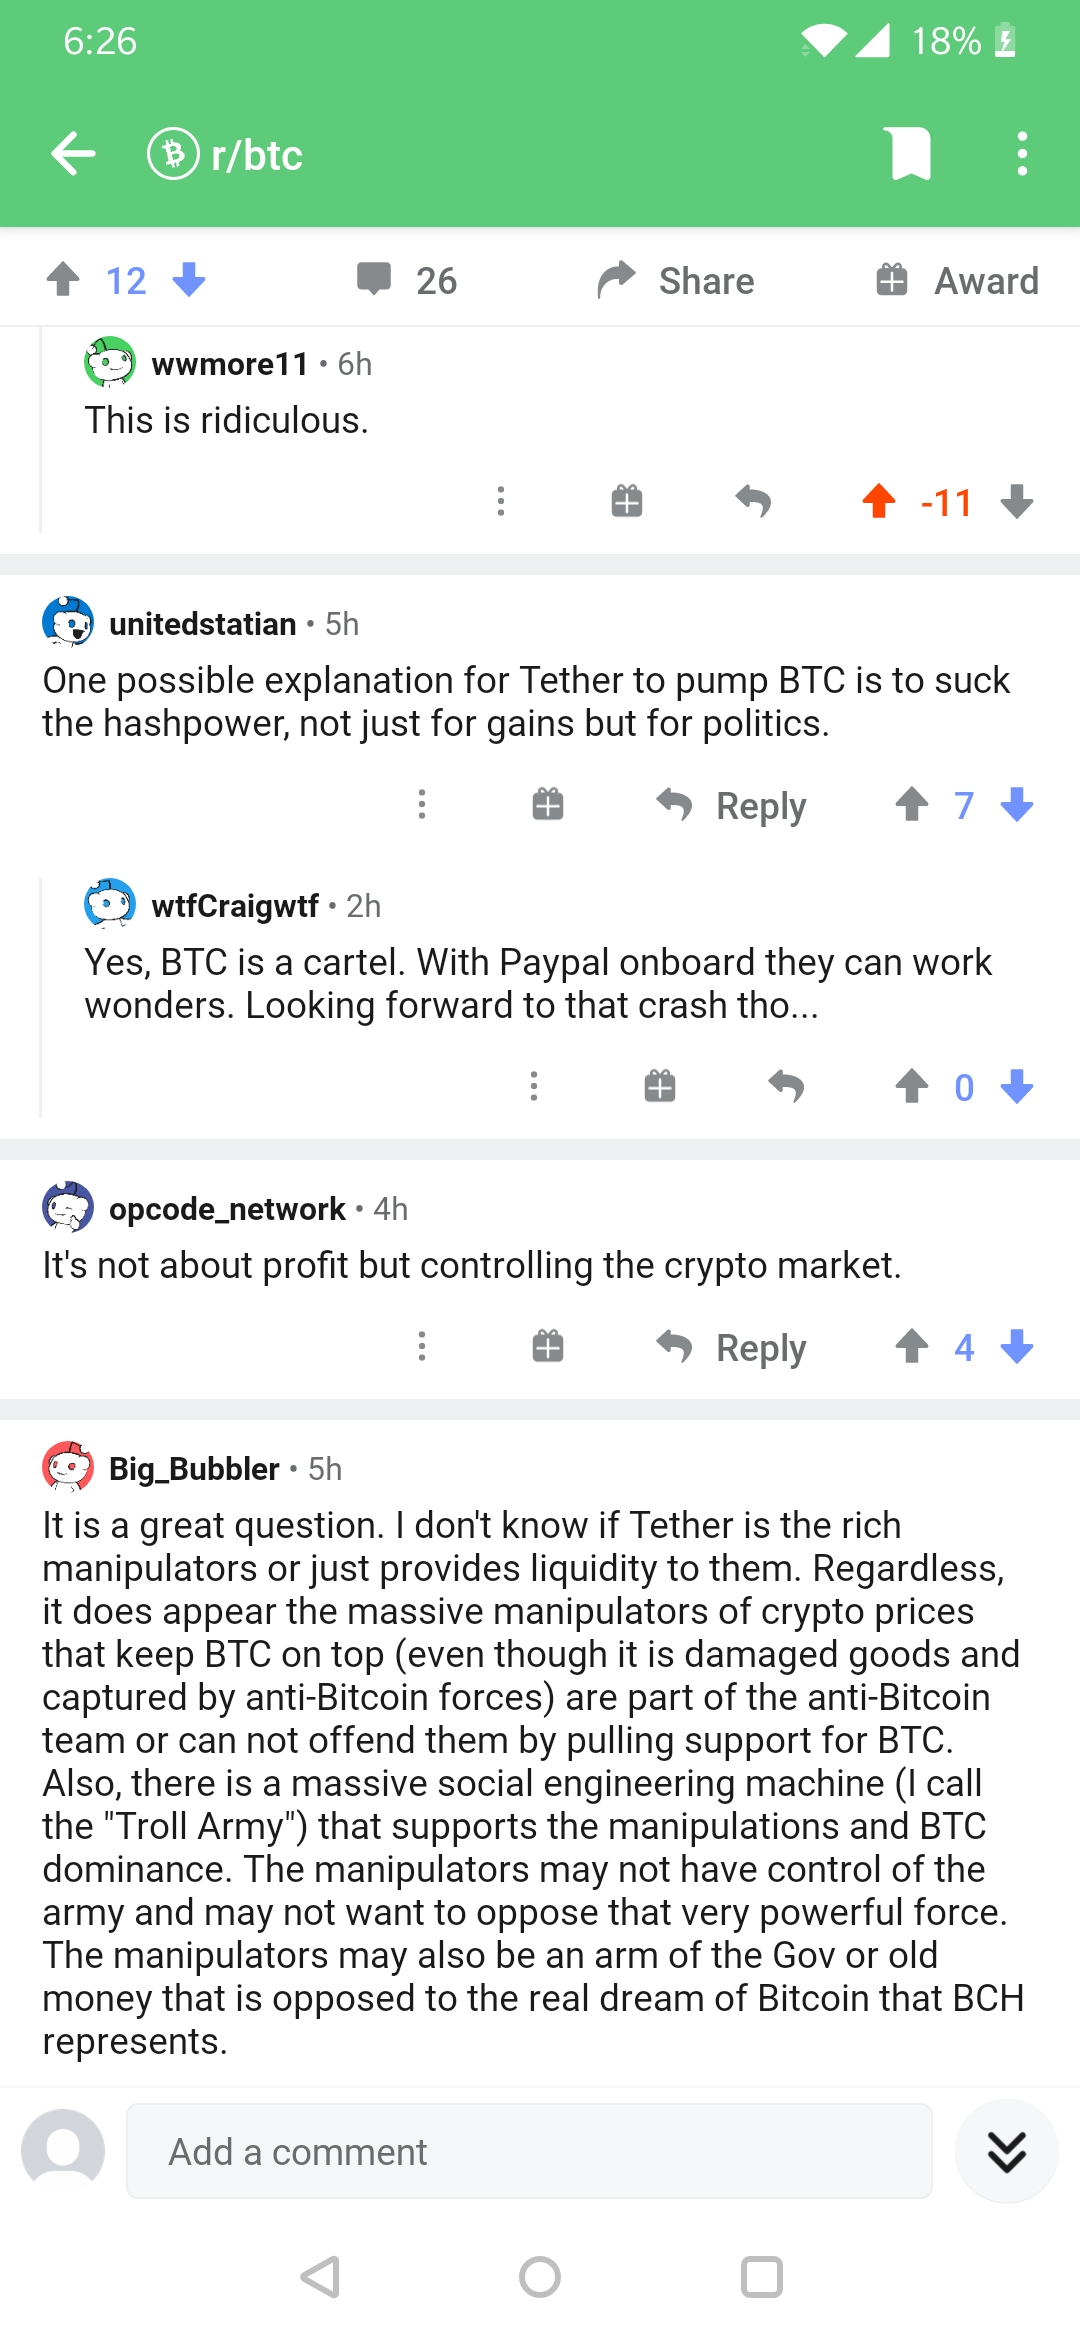 6:26
18%
r/btc
12
26
Share
Award
wwmore11 • 6h
This is ridiculous.
-11
unitedstatian • 5h
One possible explanation for Tether to pump BTC is to suck
the hashpower, not just for gains but for politics.
Reply
7
wtfCraigwtf • 2h
Yes, BTC is a cartel. With Paypal onboard they can work
wonders. Looking forward to that crash tho...
0
opcode_network • 4h
It's not about profit but controlling the crypto market.
Reply
4
Big_Bubbler • 5h
It is a great question. I don't know if Tether is the rich
manipulators or just provides liquidity to them. Regardless,
it does appear the massive manipulators of crypto prices
that keep BTC on top (even though it is damaged goods and
captured by anti-Bitcoin forces) are part of the anti-Bitcoin
team or can not offend them by pulling support for BTC.
Also, there is a massive social engineering machine (I call
the "Troll Army") that supports the manipulations and BTC
dominance. The manipulators may not have control of the
army and may not want to oppose that very powerful force.
The manipulators may also be an arm of the Gov or old
money that is opposed to the real dream of Bitcoin that BCH
represents.
Add a comment